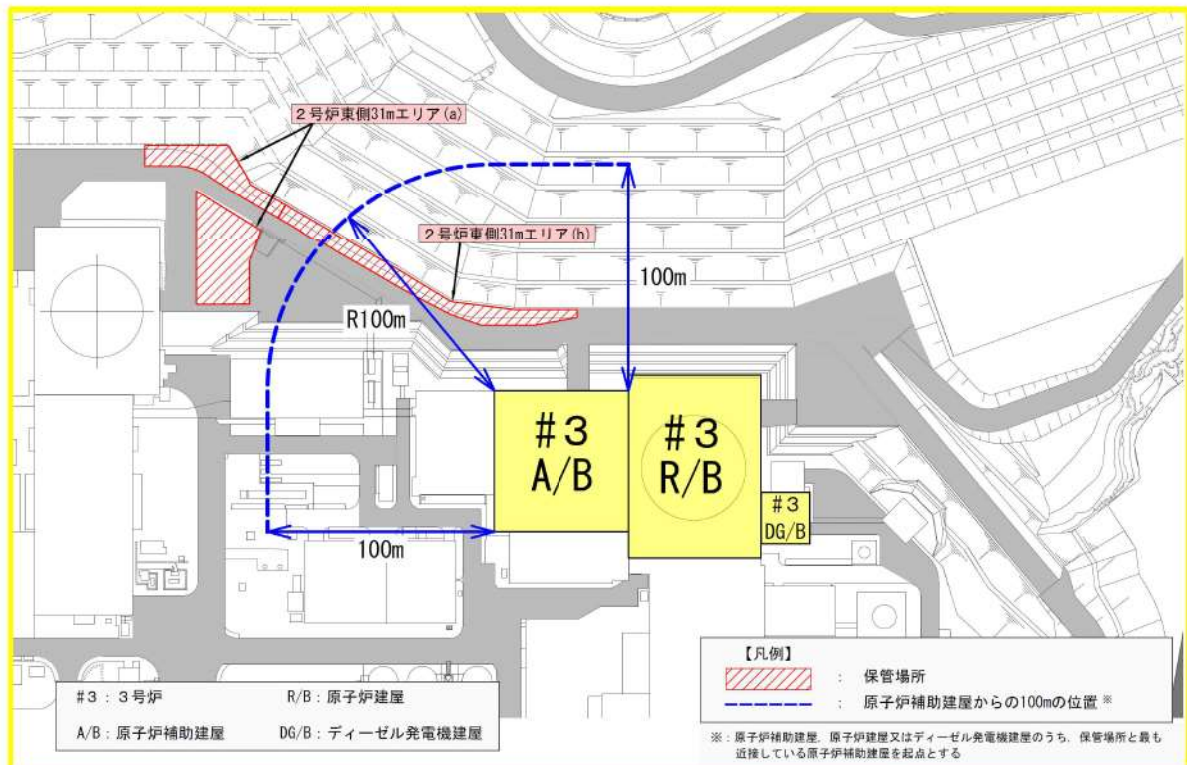 2号炉東側31mエリア(a)
2号炉東側31mエリア(b)
100m
R100m
#3
A/B
#3
R/B
#3
DG/B
100m
#3:3号炉
R/B:原子炉建屋
A/B:原子炉補助建屋
DG/B:ディーゼル発電機建屋
【凡例】
: 保管場所
: 原子炉補助建屋からの100mの位置※
※:原子炉補助建屋、原子炉建屋又はディーゼル発電機建屋のうち、保管場所と最も
近接している原子炉補助建屋を起点とする